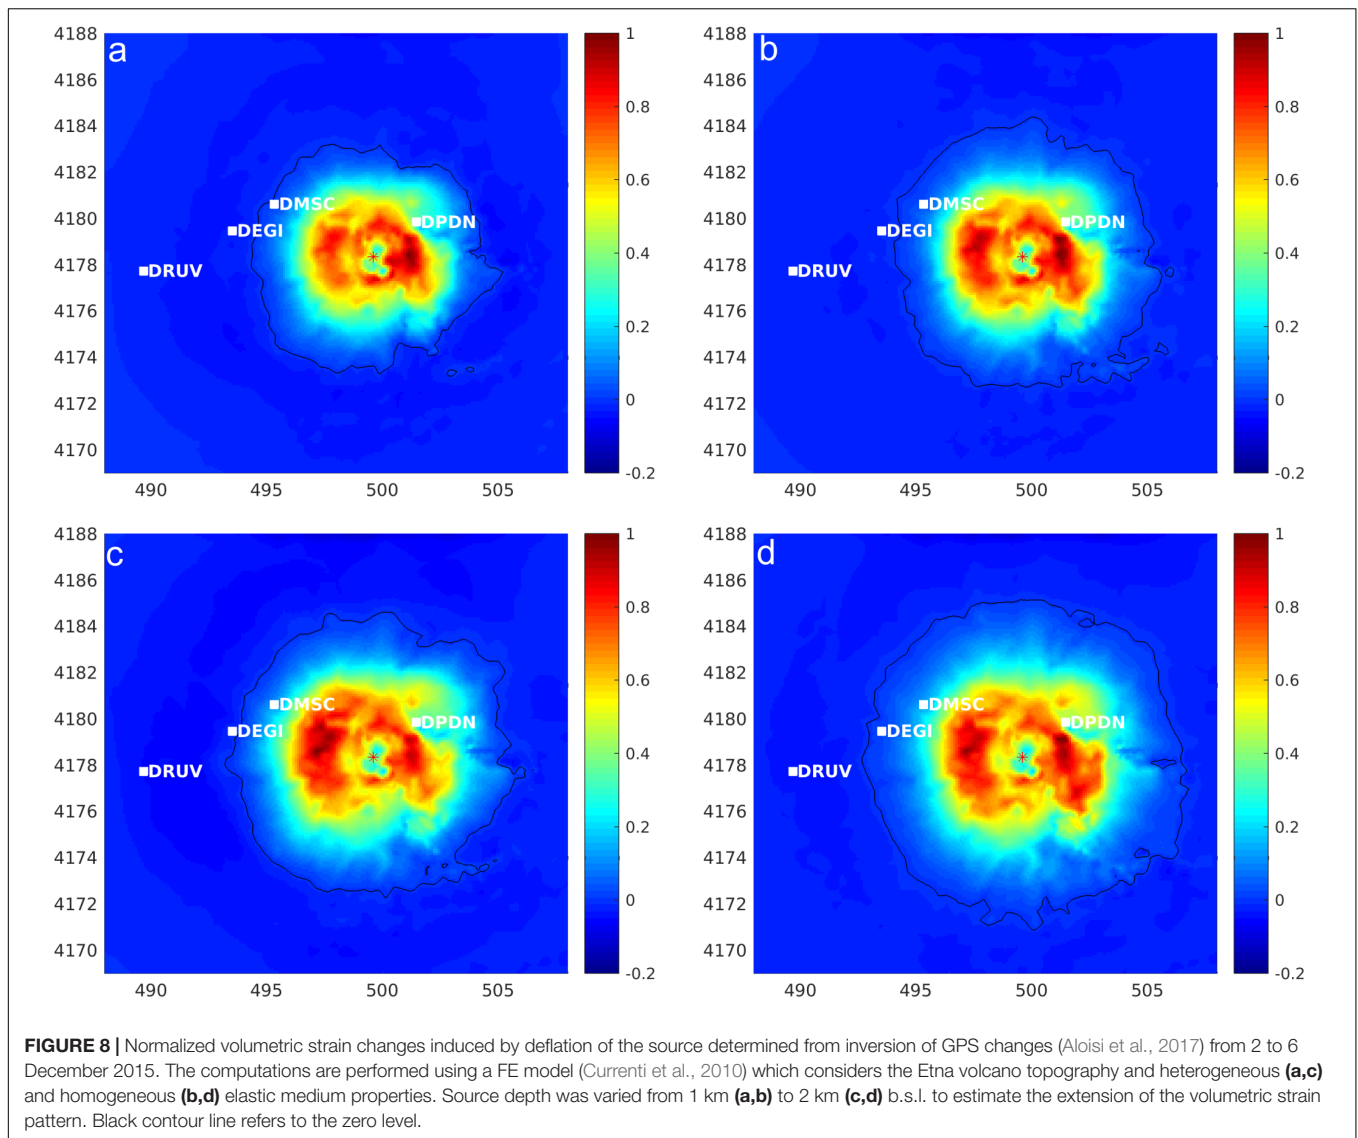 a
4188
4186
4184
4182
4180
4178
4176
4174
4172
4170
490 495 500 505
DMSC
DEGI
DPDN
DRUV
1
0.8
0.6
0.4
0.2
0
-0.2
b
4188
4186
4184
4182
4180
4178
4176
4174
4172
4170
490 495 500 505
DMSC
DEGI
DPDN
DRUV
1
0.8
0.6
0.4
0.2
0
-0.2
c
4188
4186
4184
4182
4180
4178
4176
4174
4172
4170
490 495 500 505
DMSC
DEGI
DPDN
DRUV
1
0.8
0.6
0.4
0.2
0
-0.2
d
4188
4186
4184
4182
4180
4178
4176
4174
4172
4170
490 495 500 505
DMSC
DEGI
DPDN
DRUV
1
0.8
0.6
0.4
0.2
0
-0.2
FIGURE 8 | Normalized volumetric strain changes induced by deflation of the source determined from inversion of GPS changes (Aloisi et al., 2017) from 2 to 6
December 2015. The computations are performed using a FE model (Currenti et al., 2010) which considers the Etna volcano topography and heterogeneous (a,c)
and homogeneous (b,d) elastic medium properties. Source depth was varied from 1 km (a,b) to 2 km (c,d) b.s.l. to estimate the extension of the volumetric strain
pattern. Black contour line refers to the zero level.